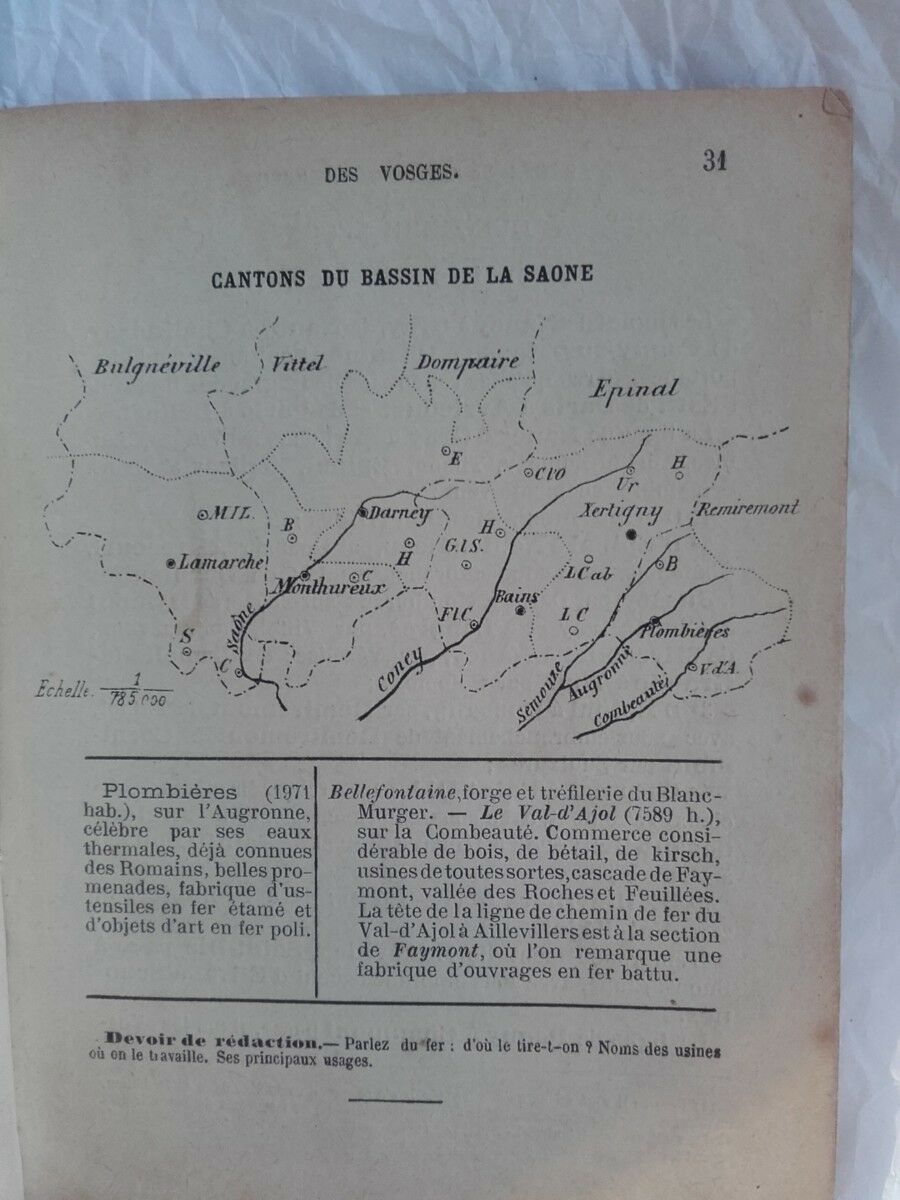 DES VOSGES.
31
CANTONS DU BASSIN DE LA SAONE
Bulgnéville
Vittel
Dompaire
Epinal
E
ClO
Ur
H
M.I.L.
B
Darney
H
G.l.S.
H
Xertigny
Remiremont
Lamarche
Monthureux
C
L C ab
B
Bains
Fl C
L C
Plombières
S
Saône
C
Coney
Semouze
Augronne
Combeauté
V.d'A.
Echelle. 1
785 000
Plombières (1971
hab.), sur l'Augronne,
célèbre par ses eaux
thermales, déjà connues
des Romains, belles pro-
menades, fabrique d'us-
tensiles en fer étamé et
d'objets d'art en fer poli.
Bellefontaine, forge et tréfilerie du Blanc-
Murger. — Le Val-d'Ajol (7589 h.),
sur la Combeauté. Commerce consi-
dérable de bois, de bétail, de kirsch,
usines de toutes sortes, cascade de Fay-
mont, vallée des Roches et Feuillées.
La tête de la ligne de chemin de fer du
Val-d'Ajol à Aillevillers est à la section
de Faymont, où l'on remarque une
fabrique d'ouvrages en fer battu.
Devoir de rédaction. — Parlez du fer : d'où le tire-t-on ? Noms des usines
où on le travaille. Ses principaux usages.